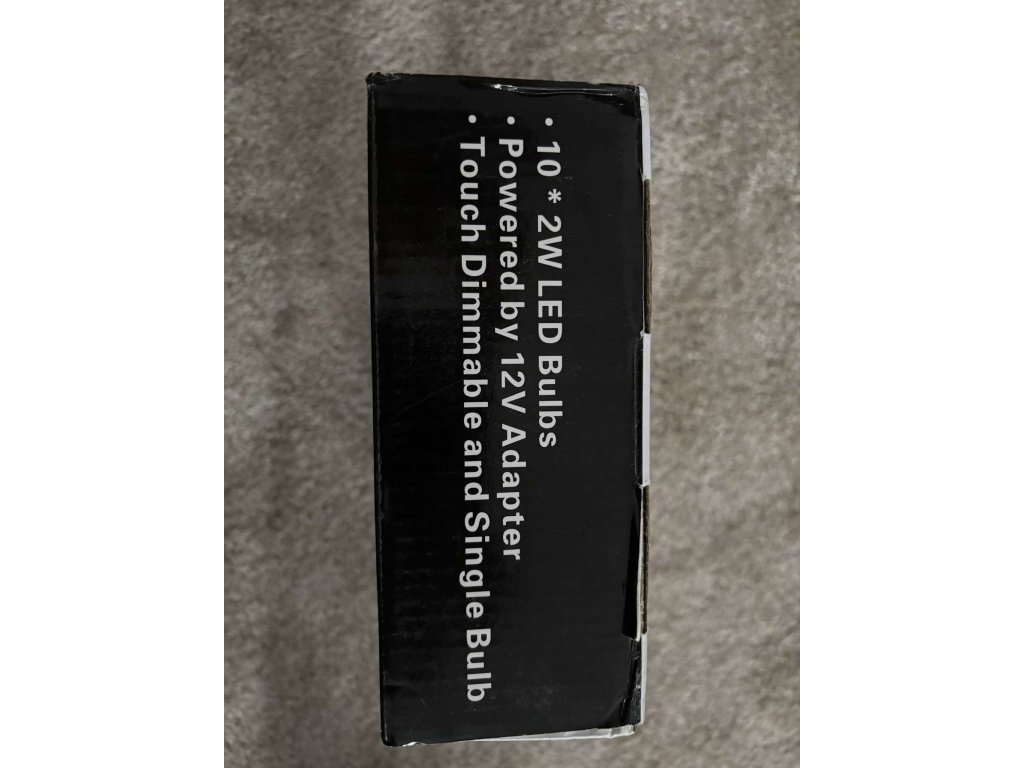 • 10 * 2W LED Bulbs
• Powered by 12V Adapter
• Touch Dimmable and Single Bulb